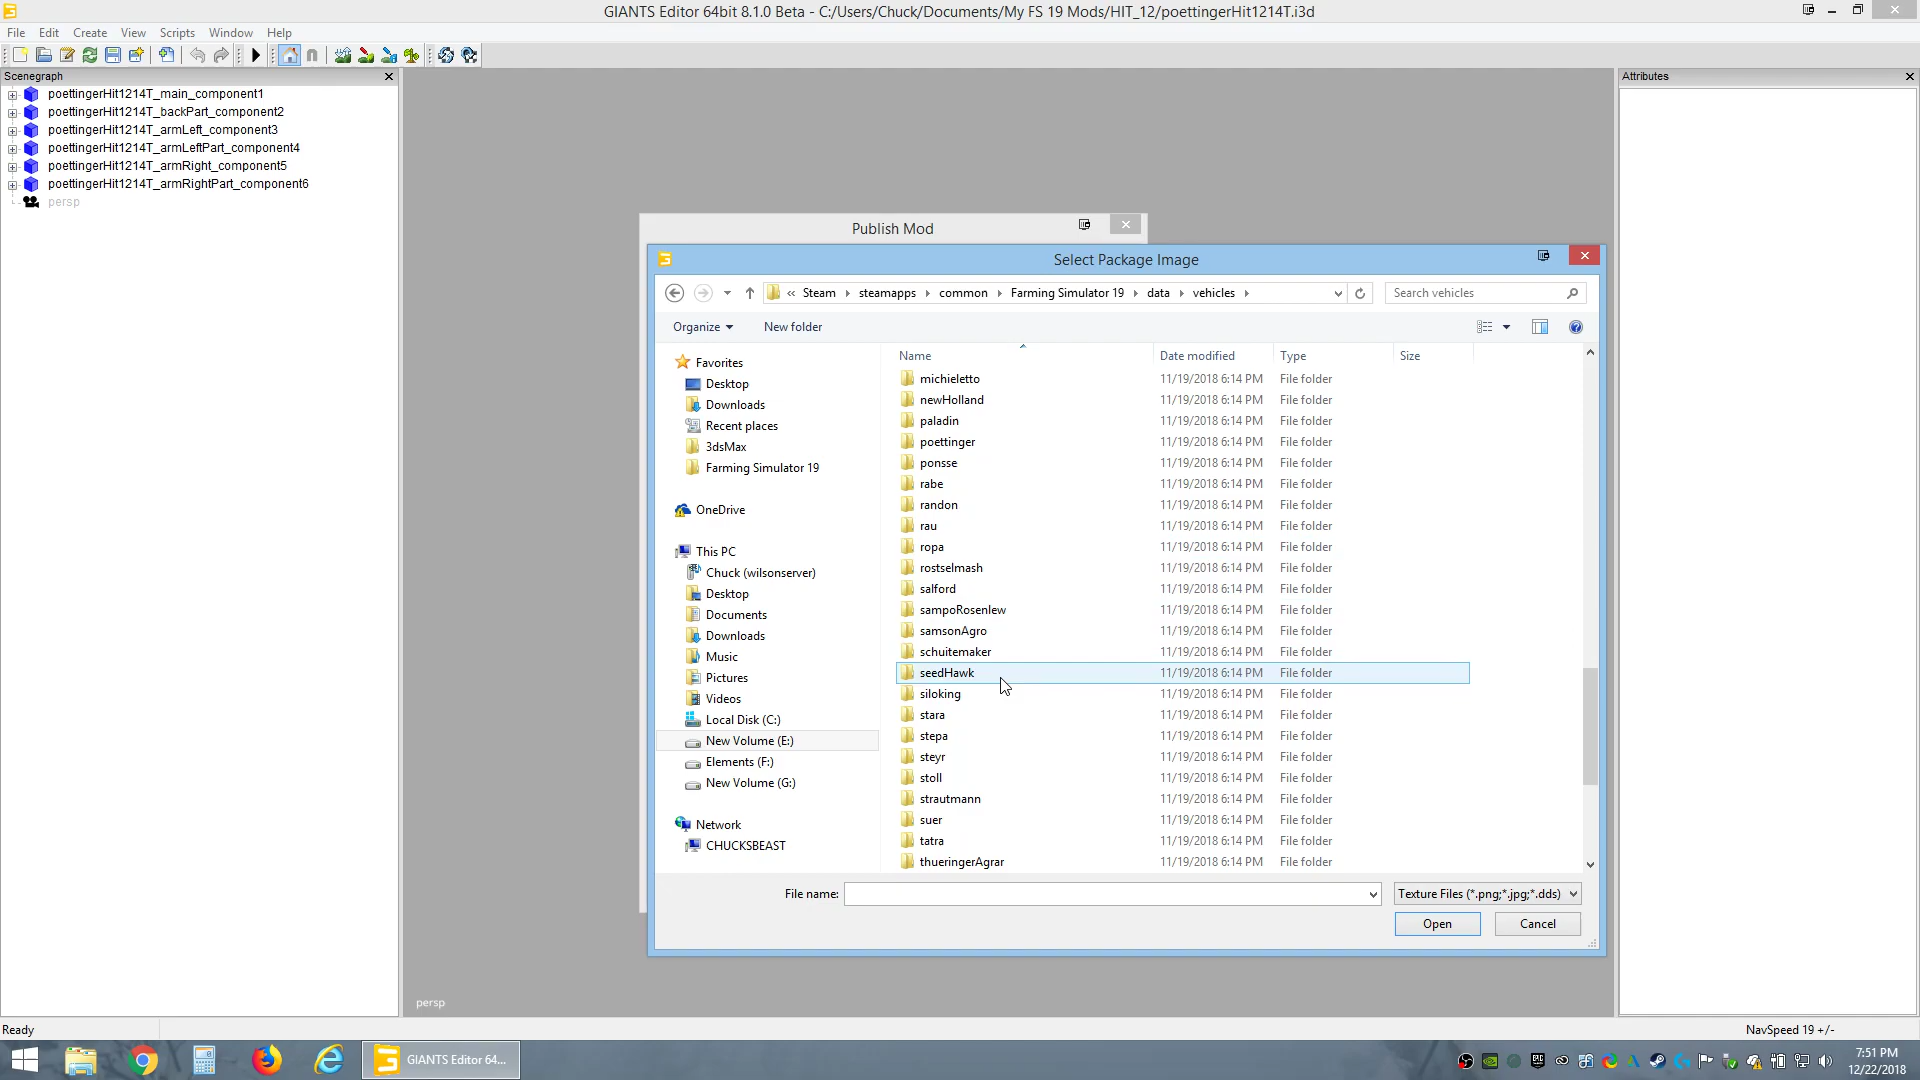 GIANTS Editor 64bit 8.1.0 Beta - C:/Users/Chuck/Documents/My FS 19 Mods/HIT_12/poettingerHit1214T.i3d
File Edit Create View Scripts Window Help
Scenegraph
poettingerHit1214T_main_component1
poettingerHit1214T_backPart_component2
poettingerHit1214T_armLeft_component3
poettingerHit1214T_armLeftPart_component4
poettingerHit1214T_armRight_component5
poettingerHit1214T_armRightPart_component6
persp
Attributes
Publish Mod
Select Package Image
« Steam steamapps common Farming Simulator 19 data vehicles
Search vehicles
Organize New folder
Favorites
Desktop
Downloads
Recent places
3dsMax
Farming Simulator 19
OneDrive
This PC
Chuck (wilsonserver)
Desktop
Documents
Downloads
Music
Pictures
Videos
Local Disk (C:)
New Volume (E:)
Elements (F:)
New Volume (G:)
Network
CHUCKSBEAST
Name Date modified Type Size
michieletto 11/19/2018 6:14 PM File folder
newHolland 11/19/2018 6:14 PM File folder
paladin 11/19/2018 6:14 PM File folder
poettinger 11/19/2018 6:14 PM File folder
ponsse 11/19/2018 6:14 PM File folder
rabe 11/19/2018 6:14 PM File folder
randon 11/19/2018 6:14 PM File folder
rau 11/19/2018 6:14 PM File folder
ropa 11/19/2018 6:14 PM File folder
rostselmash 11/19/2018 6:14 PM File folder
salford 11/19/2018 6:14 PM File folder
sampoRosenlew 11/19/2018 6:14 PM File folder
samsonAgro 11/19/2018 6:14 PM File folder
schuitemaker 11/19/2018 6:14 PM File folder
seedHawk 11/19/2018 6:14 PM File folder
siloking 11/19/2018 6:14 PM File folder
stara 11/19/2018 6:14 PM File folder
stepa 11/19/2018 6:14 PM File folder
steyr 11/19/2018 6:14 PM File folder
stoll 11/19/2018 6:14 PM File folder
strautmann 11/19/2018 6:14 PM File folder
suer 11/19/2018 6:14 PM File folder
tatra 11/19/2018 6:14 PM File folder
thueringerAgrar 11/19/2018 6:14 PM File folder
File name: Texture Files (*.png;*.jpg;*.dds)
Open Cancel
persp
Ready NavSpeed 19 +/-
GIANTS Editor 64...
7:51 PM
12/22/2018